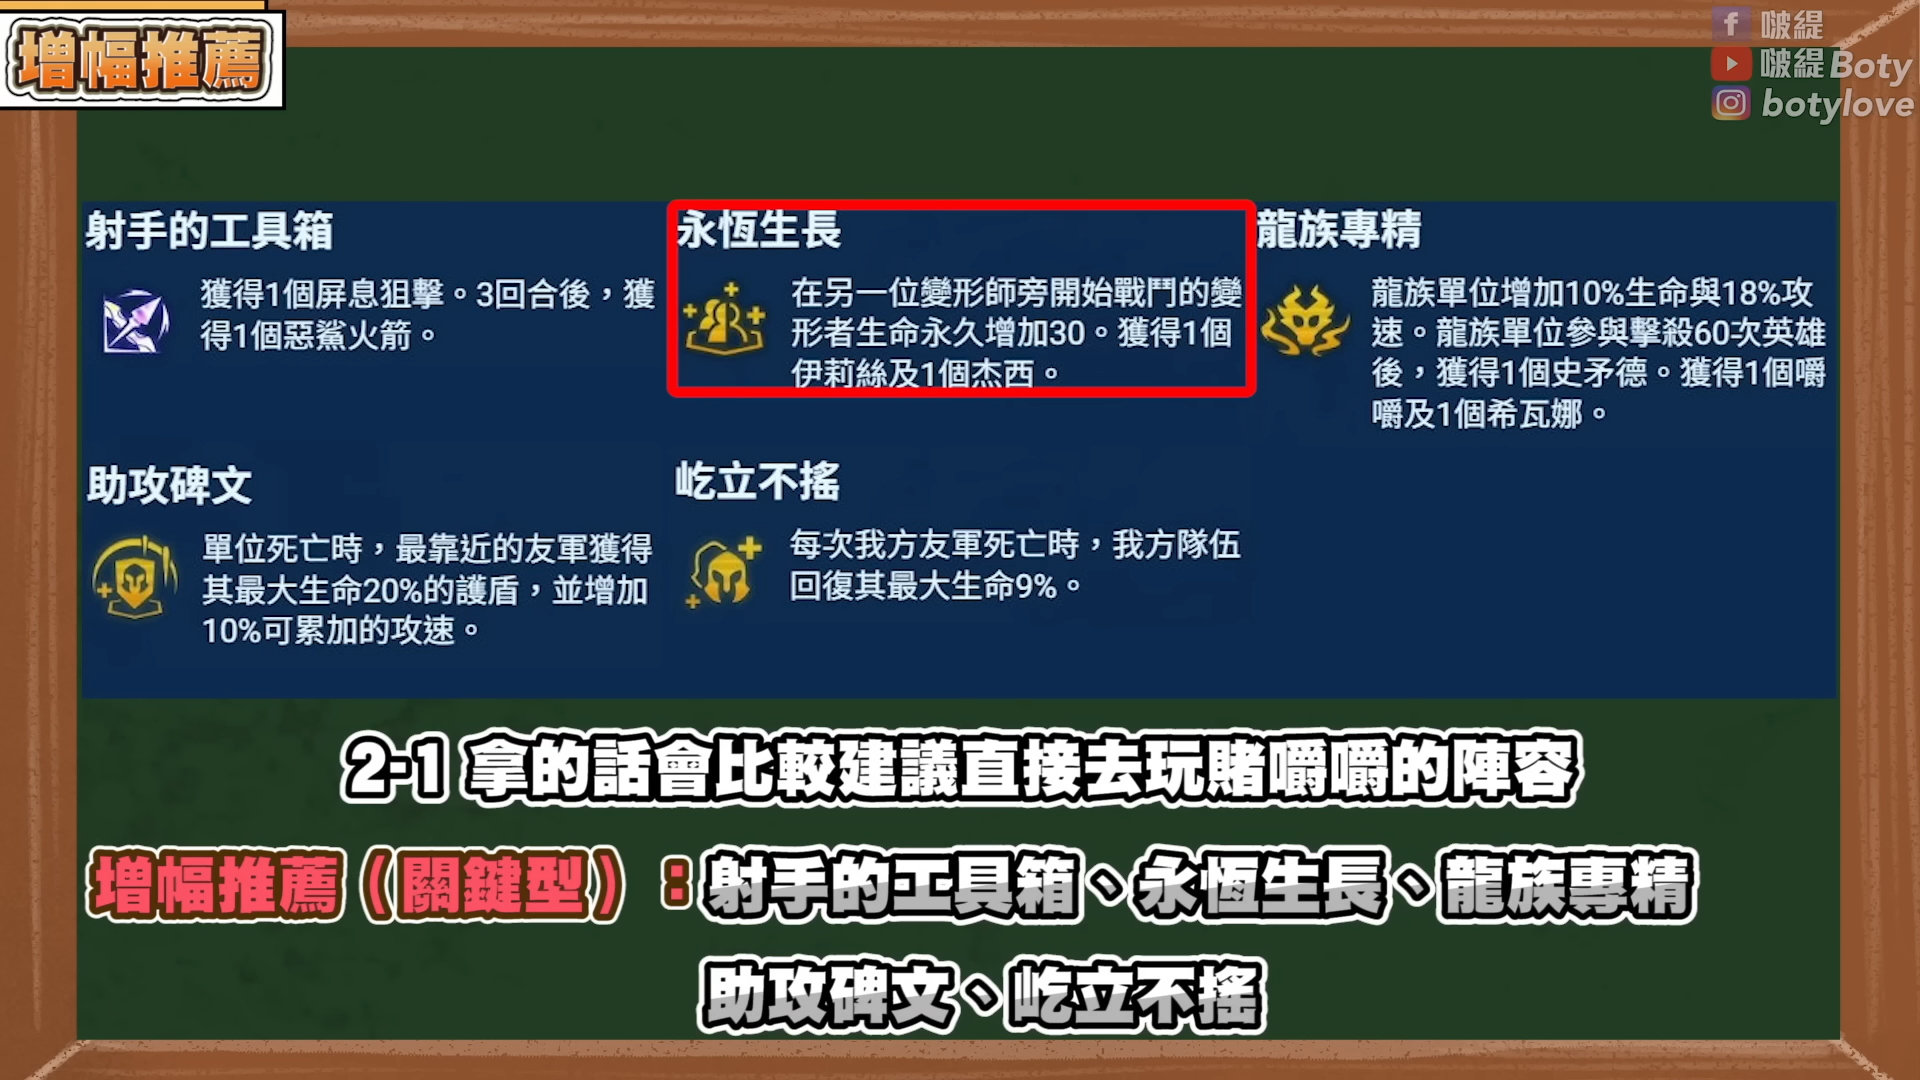 增幅推薦
啵緹
啵緹Boty
botylove
射手的工具箱
獲得1個屏息狙擊。3回合後，獲
得1個惡鯊火箭。
永恆生長
在另一位變形師旁開始戰鬥的變
形者生命永久增加30。獲得1個
伊莉絲及1個杰西。
龍族專精
龍族單位增加10%生命與18%攻
速。龍族單位參與擊殺60次英雄
後，獲得1個史矛德。獲得1個嚼
嚼及1個希瓦娜。
助攻碑文
單位死亡時，最靠近的友軍獲得
其最大生命20%的護盾，並增加
10%可累加的攻速。
屹立不搖
每次我方友軍死亡時，我方隊伍
回復其最大生命9%。
2-1 拿的話會比較建議直接去玩賭嚼嚼的陣容
增幅推薦（關鍵型）：射手的工具箱、永恆生長、龍族專精
助攻碑文、屹立不搖